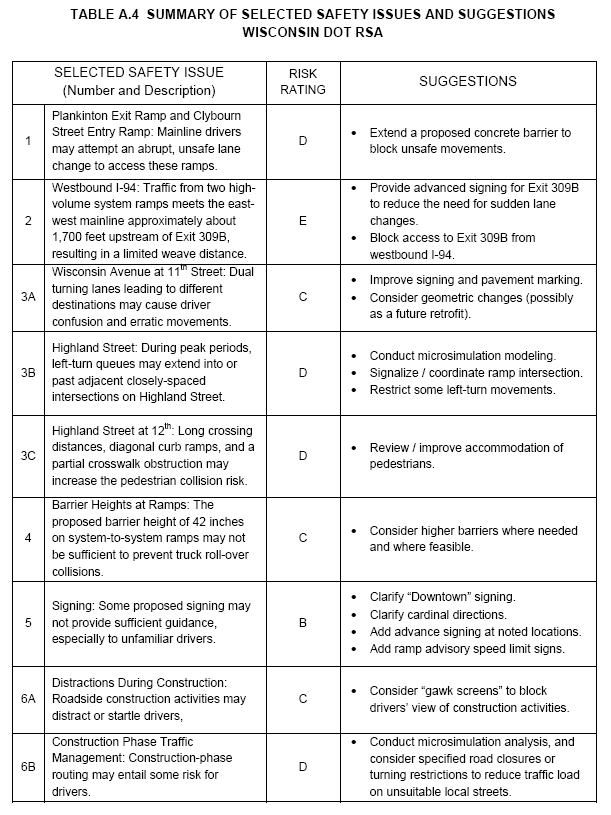 TABLE A.4 SUMMARY OF SELECTED SAFETY ISSUES AND SUGGESTIONS
WISCONSIN DOT RSA
SELECTED SAFETY ISSUE
(Number and Description)
RISK
RATING
SUGGESTIONS
1
Plankinton Exit Ramp and Clybourn
Street Entry Ramp: Mainline drivers
may attempt an abrupt, unsafe lane
change to access these ramps.
D
• Extend a proposed concrete barrier to
block unsafe movements.
2
Westbound I-94: Traffic from two high-
volume system ramps meets the east-
west mainline approximately about
1,700 feet upstream of Exit 309B,
resulting in a limited weave distance.
E
• Provide advanced signing for Exit 309B
to reduce the need for sudden lane
changes.
• Block access to Exit 309B from
westbound I-94.
3A
Wisconsin Avenue at 11th Street: Dual
turning lanes leading to different
destinations may cause driver
confusion and erratic movements.
C
• Improve signing and pavement marking.
• Consider geometric changes (possibly
as a future retrofit).
3B
Highland Street: During peak periods,
left-turn queues may extend into or
past adjacent closely-spaced
intersections on Highland Street.
D
• Conduct microsimulation modeling.
• Signalize / coordinate ramp intersection.
• Restrict some left-turn movements.
3C
Highland Street at 12th: Long crossing
distances, diagonal curb ramps, and a
partial crosswalk obstruction may
increase the pedestrian collision risk.
D
• Review / improve accommodation of
pedestrians.
4
Barrier Heights at Ramps: The
proposed barrier height of 42 inches
on system-to-system ramps may not
be sufficient to prevent truck roll-over
collisions.
C
• Consider higher barriers where needed
and where feasible.
5
Signing: Some proposed signing may
not provide sufficient guidance,
especially to unfamiliar drivers.
B
• Clarify “Downtown” signing.
• Clarify cardinal directions.
• Add advance signing at noted locations.
• Add ramp advisory speed limit signs.
6A
Distractions During Construction:
Roadside construction activities may
distract or startle drivers,
C
• Consider “gawk screens” to block
drivers’ view of construction activities.
6B
Construction Phase Traffic
Management: Construction-phase
routing may entail some risk for
drivers.
D
• Conduct microsimulation analysis, and
consider specified road closures or
turning restrictions to reduce traffic load
on unsuitable local streets.